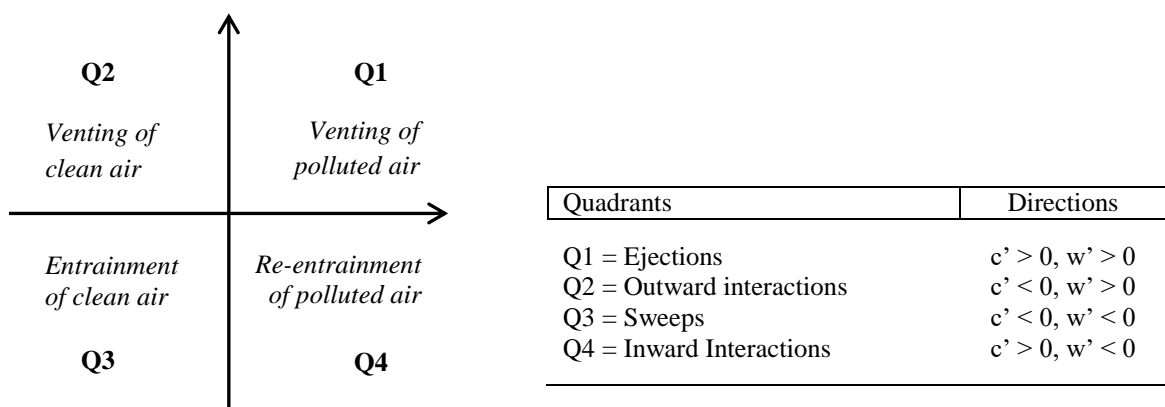 Q2
Q1
Venting of
clean air
Venting of
polluted air
Entrainment
of clean air
Re-entrainment
of polluted air
Q3
Q4
Quadrants Directions
Q1 = Ejections c’ > 0, w’ > 0
Q2 = Outward interactions c’ < 0, w’ > 0
Q3 = Sweeps c’ < 0, w’ < 0
Q4 = Inward Interactions c’ > 0, w’ < 0